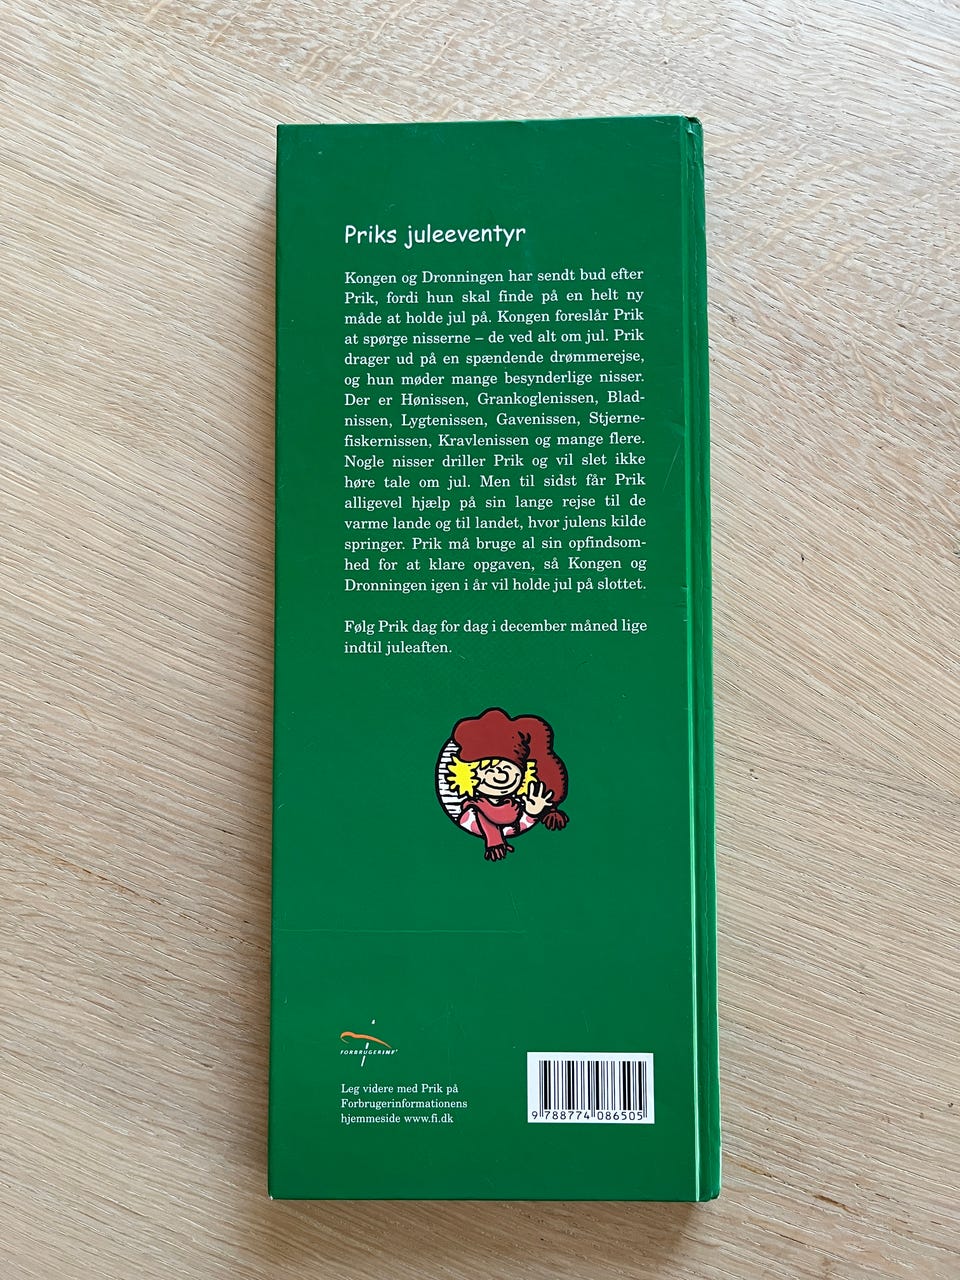 Priks juleeventyr
Kongen og Dronningen har sendt bud efter
Prik, fordi hun skal finde på en helt ny
måde at holde jul på. Kongen foreslår Prik
at spørge nisserne – de ved alt om jul. Prik
drager ud på en spændende drømmerejse,
og hun møder mange besynderlige nisser.
Der er Hønissen, Grankoglenissen, Blad-
nissen, Lygtenissen, Gavenissen, Stjerne-
fiskernissen, Kravlenissen og mange flere.
Nogle nisser driller Prik og vil slet ikke
høre tale om jul. Men til sidst får Prik
alligevel hjælp på sin lange rejse til de
varme lande og til landet, hvor julens kilde
springer. Prik må bruge al sin opfindsom-
hed for at klare opgaven, så Kongen og
Dronningen igen i år vil holde jul på slottet.
Følg Prik dag for dag i december måned lige
indtil juleaften.
Leg videre med Prik på
Forbrugerinformationens
hjemmeside www.fi.dk
9 788774 086505